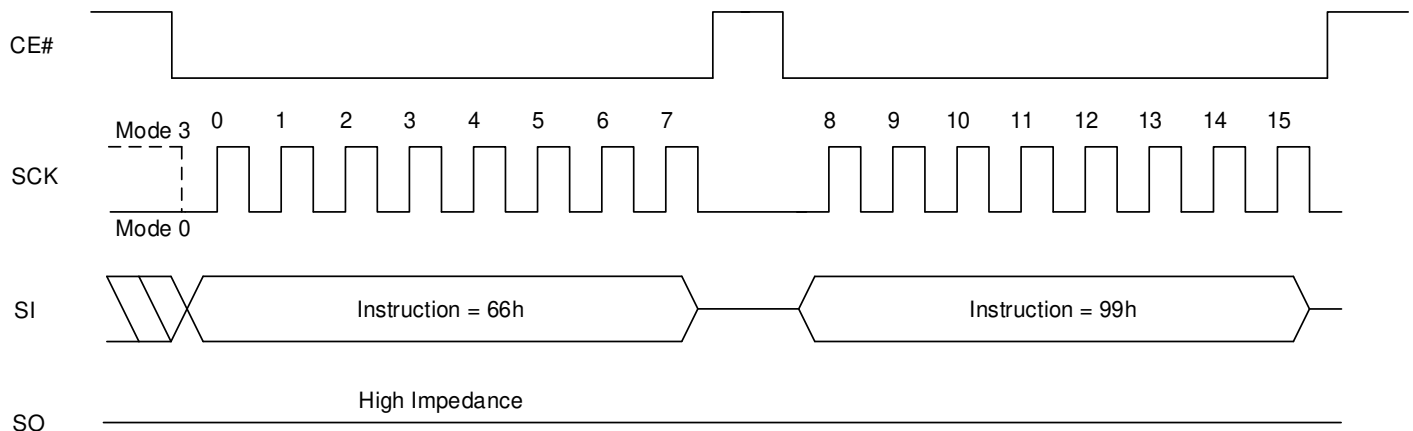 CE#
Mode 3 0 1 2 3 4 5 6 7 8 9 10 11 12 13 14 15
SCK
Mode 0
SI Instruction = 66h Instruction = 99h
High Impedance
SO